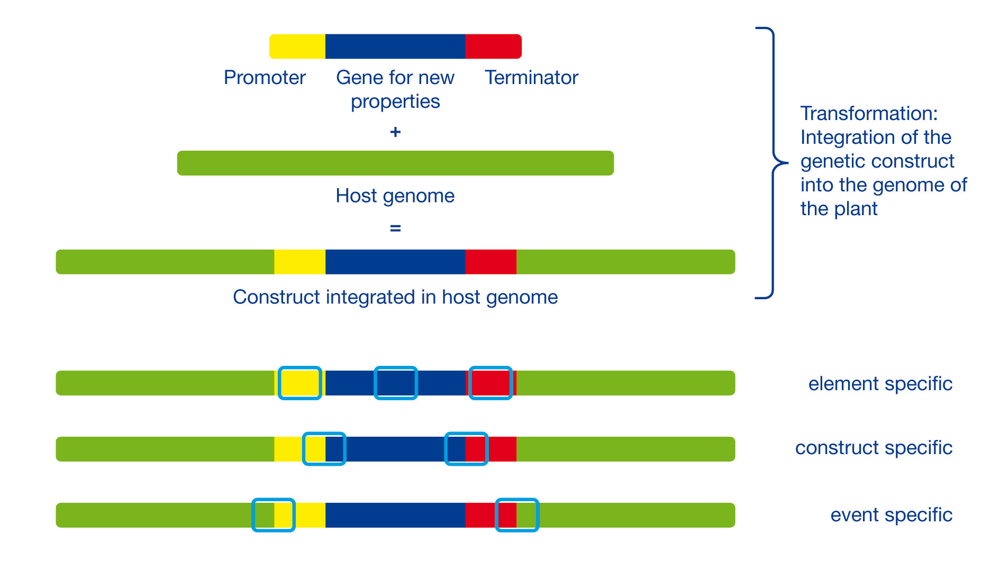 Promoter
Gene for new
properties
Terminator
+
Host genome
=
Construct integrated in host genome
Transformation:
Integration of the
genetic construct
into the genome of
the plant
element specific
construct specific
event specific